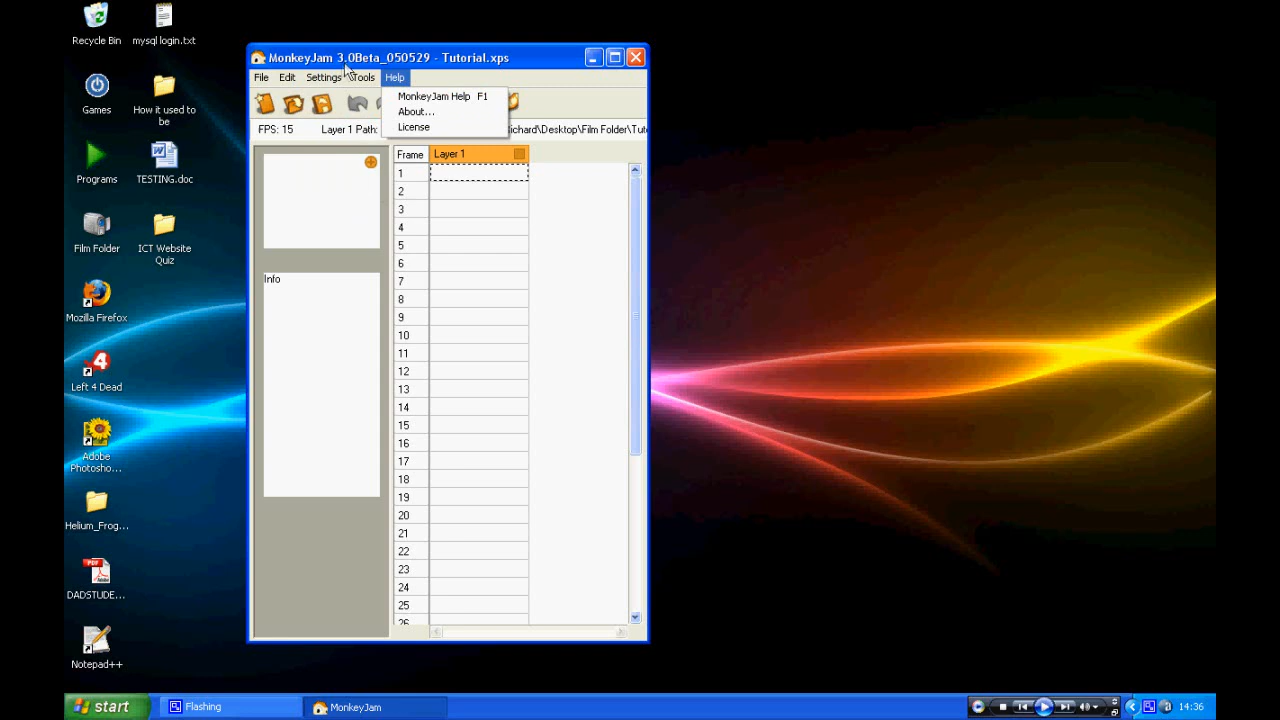 Recycle Bin
mysql login.txt
Games
How it used to
be
Programs
TESTING.doc
Film Folder
ICT Website
Quiz
Mozilla Firefox
Left 4 Dead
Adobe
Photosho...
Helium_Frog...
DADSTUDE...
Notepad++
MonkeyJam 3.0Beta_050529 - Tutorial.xps
File Edit Settings Tools Help
MonkeyJam Help F1
About...
License
FPS: 15 Layer 1 Path: ichard\Desktop\Film Folder\Tut
Frame Layer 1
Info
1
2
3
4
5
6
7
8
9
10
11
12
13
14
15
16
17
18
19
20
21
22
23
24
25
26
start Flashing MonkeyJam 14:36